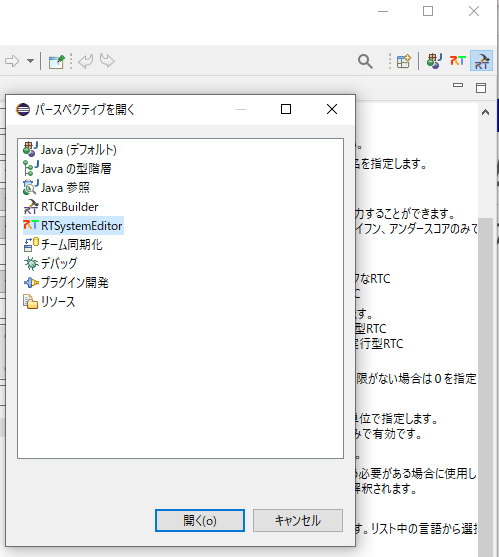 RT
RT
パースペクティブを開く
Java (デフォルト)
Java の型階層
Java 参照
RTCBuilder
RT RTSystemEditor
チーム同期化
デバッグ
プラグイン開発
リソース
開く(o)
キャンセル
る。
名を指定します。
力することができます。
イフン、アンダースコアのみで
クなRTC
C
ます。
型RTC
実行型RTC
限がない場合は０を指定
単位で指定します。
みで有効です。
。
必要がある場合に使用し
解釈されます。
す。リスト中の言語から選択